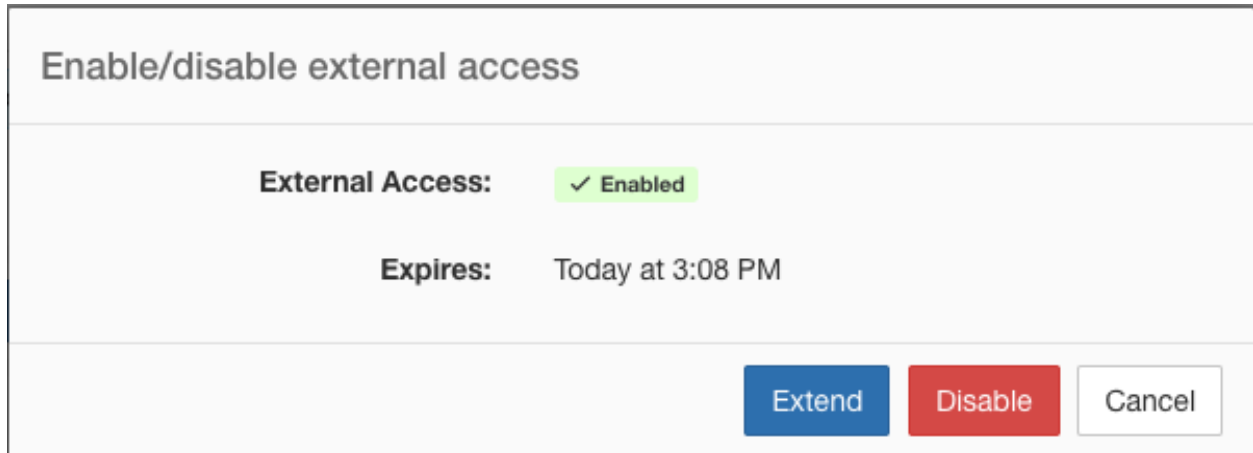 Enable/disable external access
External Access: ✓ Enabled
Expires: Today at 3:08 PM
Extend Disable Cancel